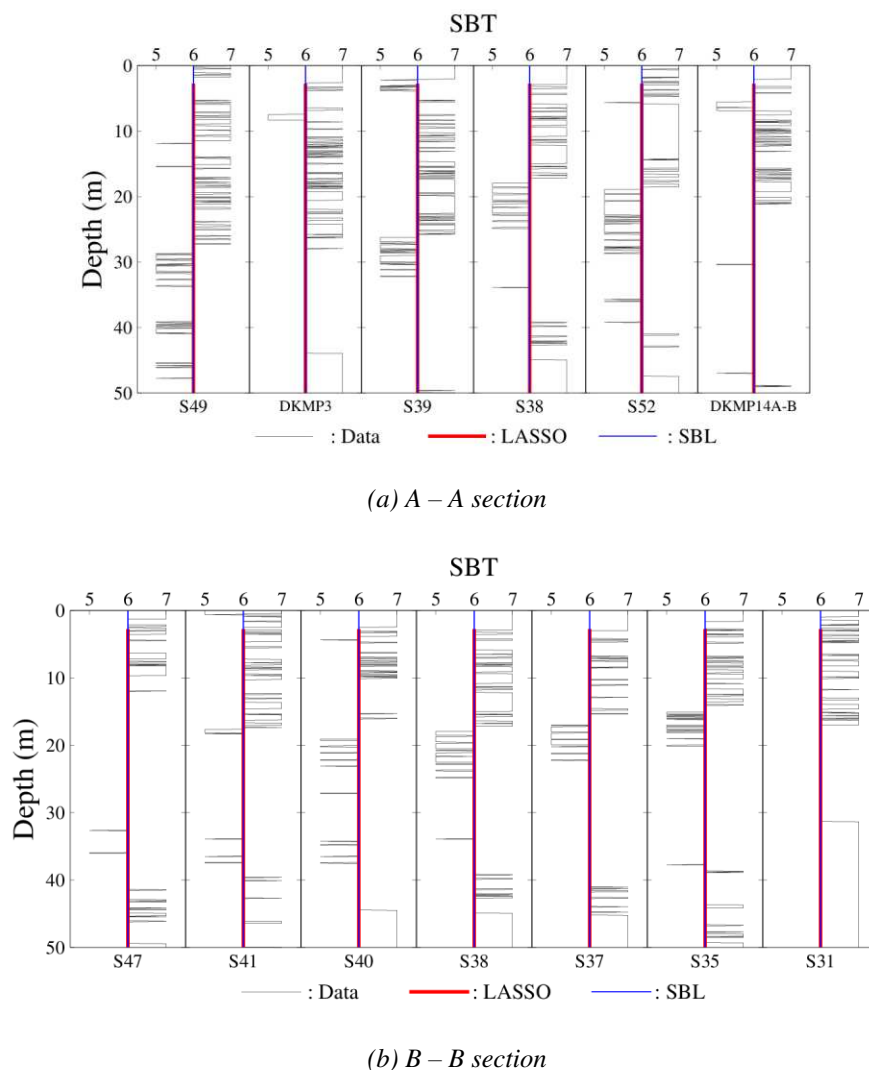 SBT
5 6 7 5 6 7 5 6 7 5 6 7 5 6 7 5 6 7
0
10
20
30
40
50
Depth (m)
S49 DKMP3 S39 S38 S52 DKMP14A-B
: Data : LASSO : SBL
(a) A – A section
SBT
5 6 7 5 6 7 5 6 7 5 6 7 5 6 7 5 6 7 5 6 7
0
10
20
30
40
50
Depth (m)
S47 S41 S40 S38 S37 S35 S31
: Data : LASSO : SBL
(b) B – B section